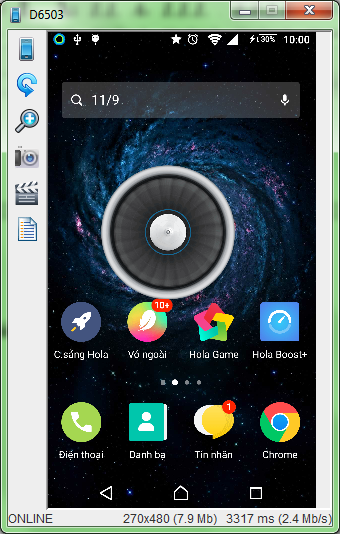 D6503
30% 10:00
11/9
10+
C.sáng Hola Vỏ ngoài Hola Game Hola Boost+
1
Điện thoại Danh bạ Tin nhắn Chrome
ONLINE 270x480 (7.9 Mb) 3317 ms (2.4 Mb/s)